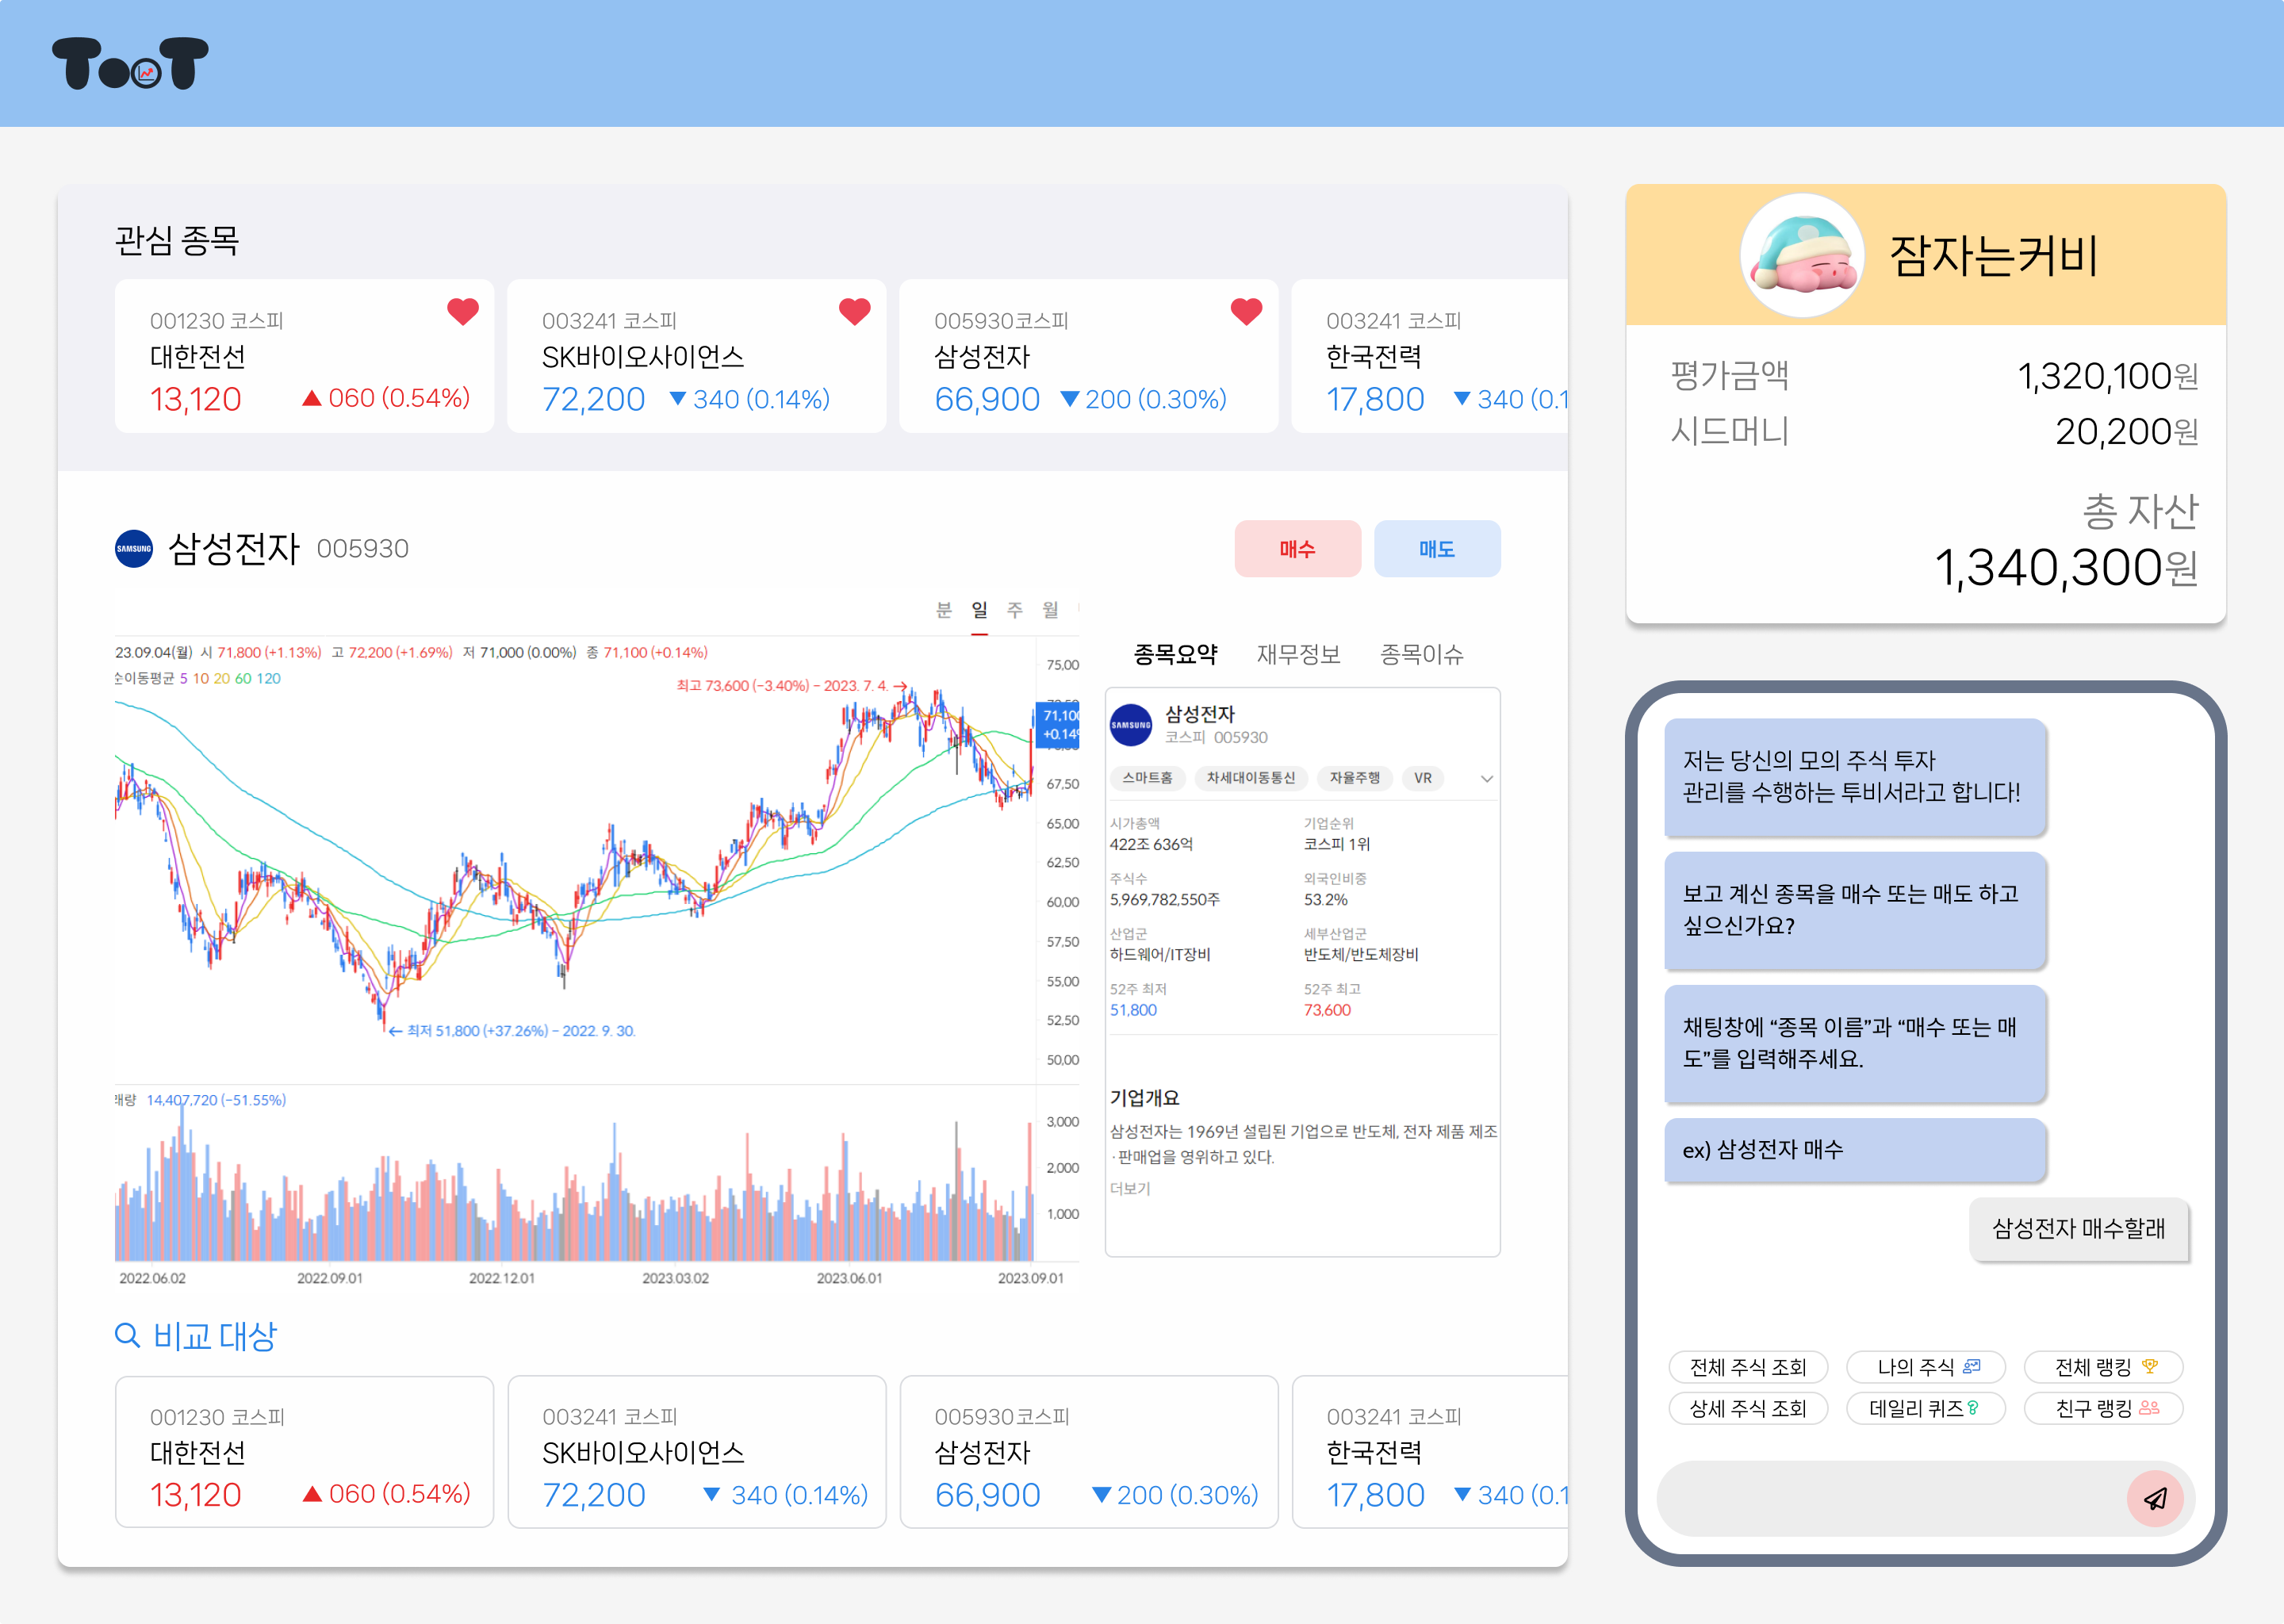 TooT
관심 종목
001230 코스피
대한전선
13,120 ▲ 060 (0.54%)
003241 코스피
SK바이오사이언스
72,200 ▼ 340 (0.14%)
005930코스피
삼성전자
66,900 ▼ 200 (0.30%)
003241 코스피
한국전력
17,800 ▼ 340 (0.1
SAMSUNG 삼성전자 005930
매수 매도
분 일 주 월
23.09.04(월) 시 71,800 (+1.13%) 고 72,200 (+1.69%) 저 71,000 (0.00%) 종 71,100 (+0.14%)
순이동평균 5 10 20 60 120
최고 73,600 (−3.40%) − 2023. 7. 4. →
← 최저 51,800 (+37.26%) − 2022. 9. 30.
75,00
71,100
+0.14%
67,50
65,00
62,50
60,00
57,50
55,00
52,50
50,00
래량 14,407,720 (−51.55%)
3,000
2,000
1,000
2022.06.02 2022.09.01 2022.12.01 2023.03.02 2023.06.01 2023.09.01
종목요약 재무정보 종목이슈
SAMSUNG
삼성전자
코스피 005930
스마트홈 차세대이동통신 자율주행 VR
시가총액 기업순위
422조 636억 코스피 1위
주식수 외국인비중
5,969,782,550주 53.2%
산업군 세부산업군
하드웨어/IT장비 반도체/반도체장비
52주 최저 52주 최고
51,800 73,600
기업개요
삼성전자는 1969년 설립된 기업으로 반도체, 전자 제품 제조
·판매업을 영위하고 있다.
더보기
비교 대상
001230 코스피
대한전선
13,120 ▲ 060 (0.54%)
003241 코스피
SK바이오사이언스
72,200 ▼ 340 (0.14%)
005930코스피
삼성전자
66,900 ▼ 200 (0.30%)
003241 코스피
한국전력
17,800 ▼ 340 (0.1
잠자는커비
평가금액 1,320,100원
시드머니 20,200원
총 자산
1,340,300원
저는 당신의 모의 주식 투자
관리를 수행하는 투비서라고 합니다!
보고 계신 종목을 매수 또는 매도 하고
싶으신가요?
채팅창에 “종목 이름”과 “매수 또는 매
도”를 입력해주세요.
ex) 삼성전자 매수
삼성전자 매수할래
전체 주식 조회 나의 주식 전체 랭킹
상세 주식 조회 데일리 퀴즈 친구 랭킹